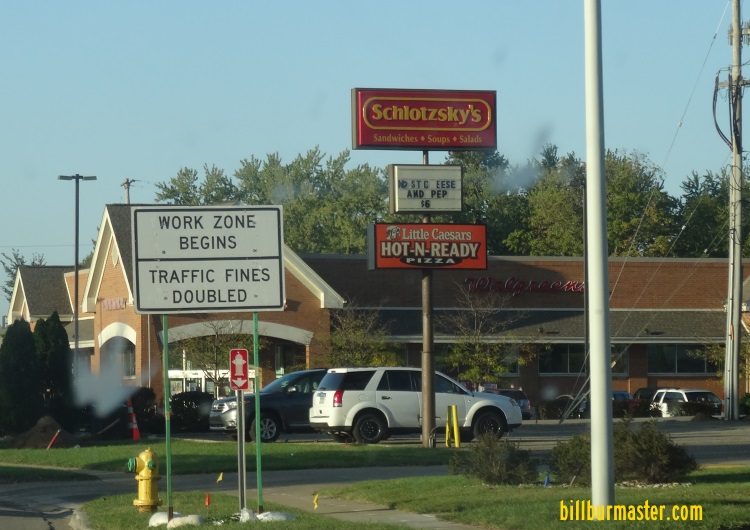 Schlotzsky's
Sandwiches • Soups • Salads
EESE
AND PEP
$6
Little Caesars
HOT-N-READY
PIZZA
WORK ZONE
BEGINS
TRAFFIC FINES
DOUBLED
Walgreens
billburmaster.com